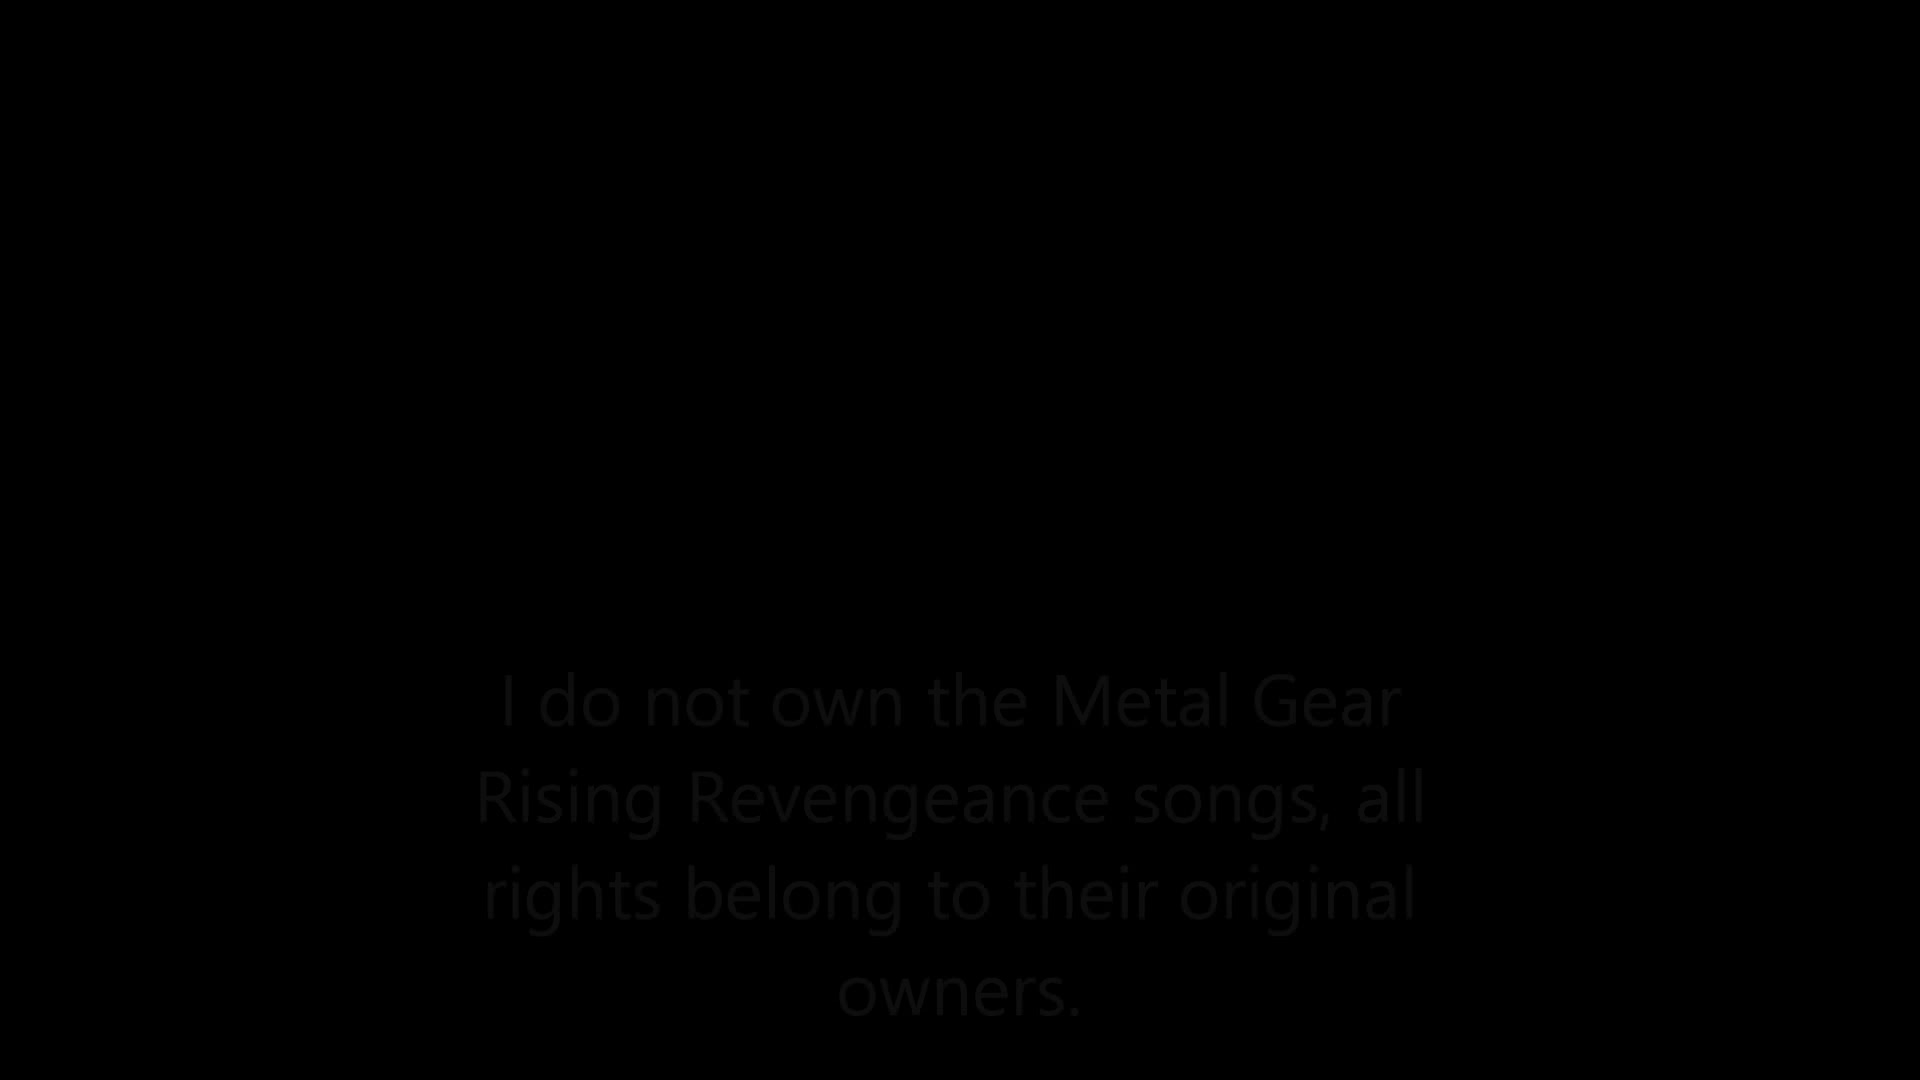 I do not own the Metal Gear
Rising Revengeance songs, all
rights belong to their original
owners.